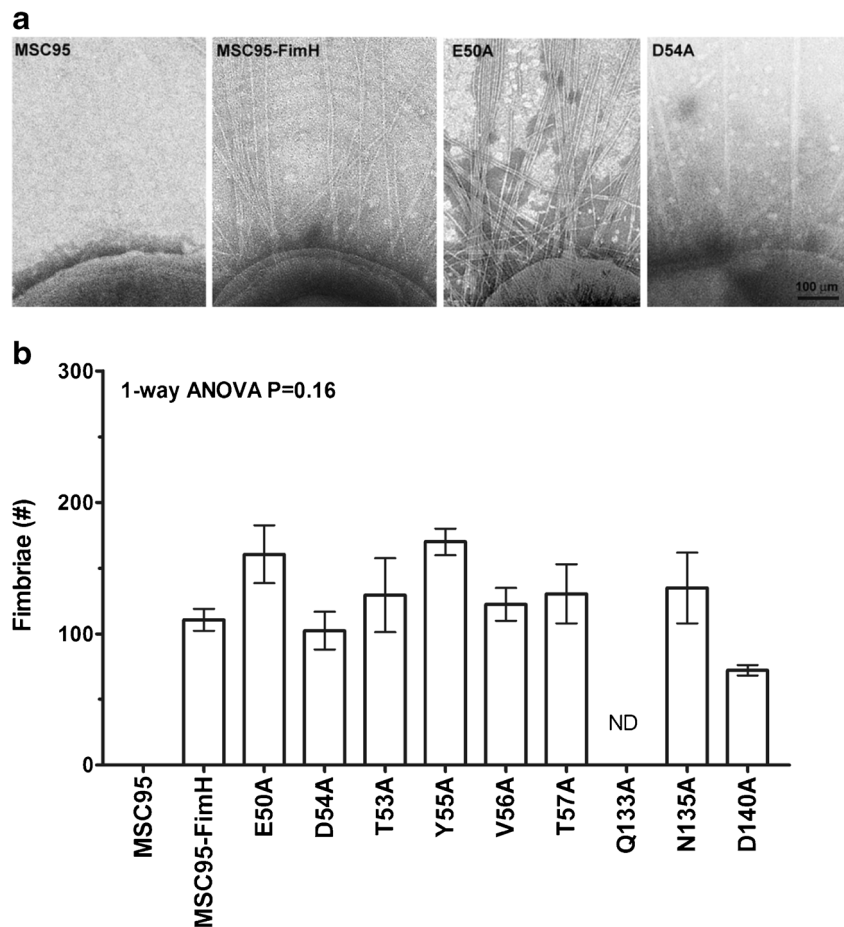 a
MSC95
MSC95-FimH
E50A
D54A
100 µm
b
300
200
100
0
1-way ANOVA P=0.16
Fimbriae (#)
ND
MSC95
MSC95-FimH
E50A
D54A
T53A
Y55A
V56A
T57A
Q133A
N135A
D140A